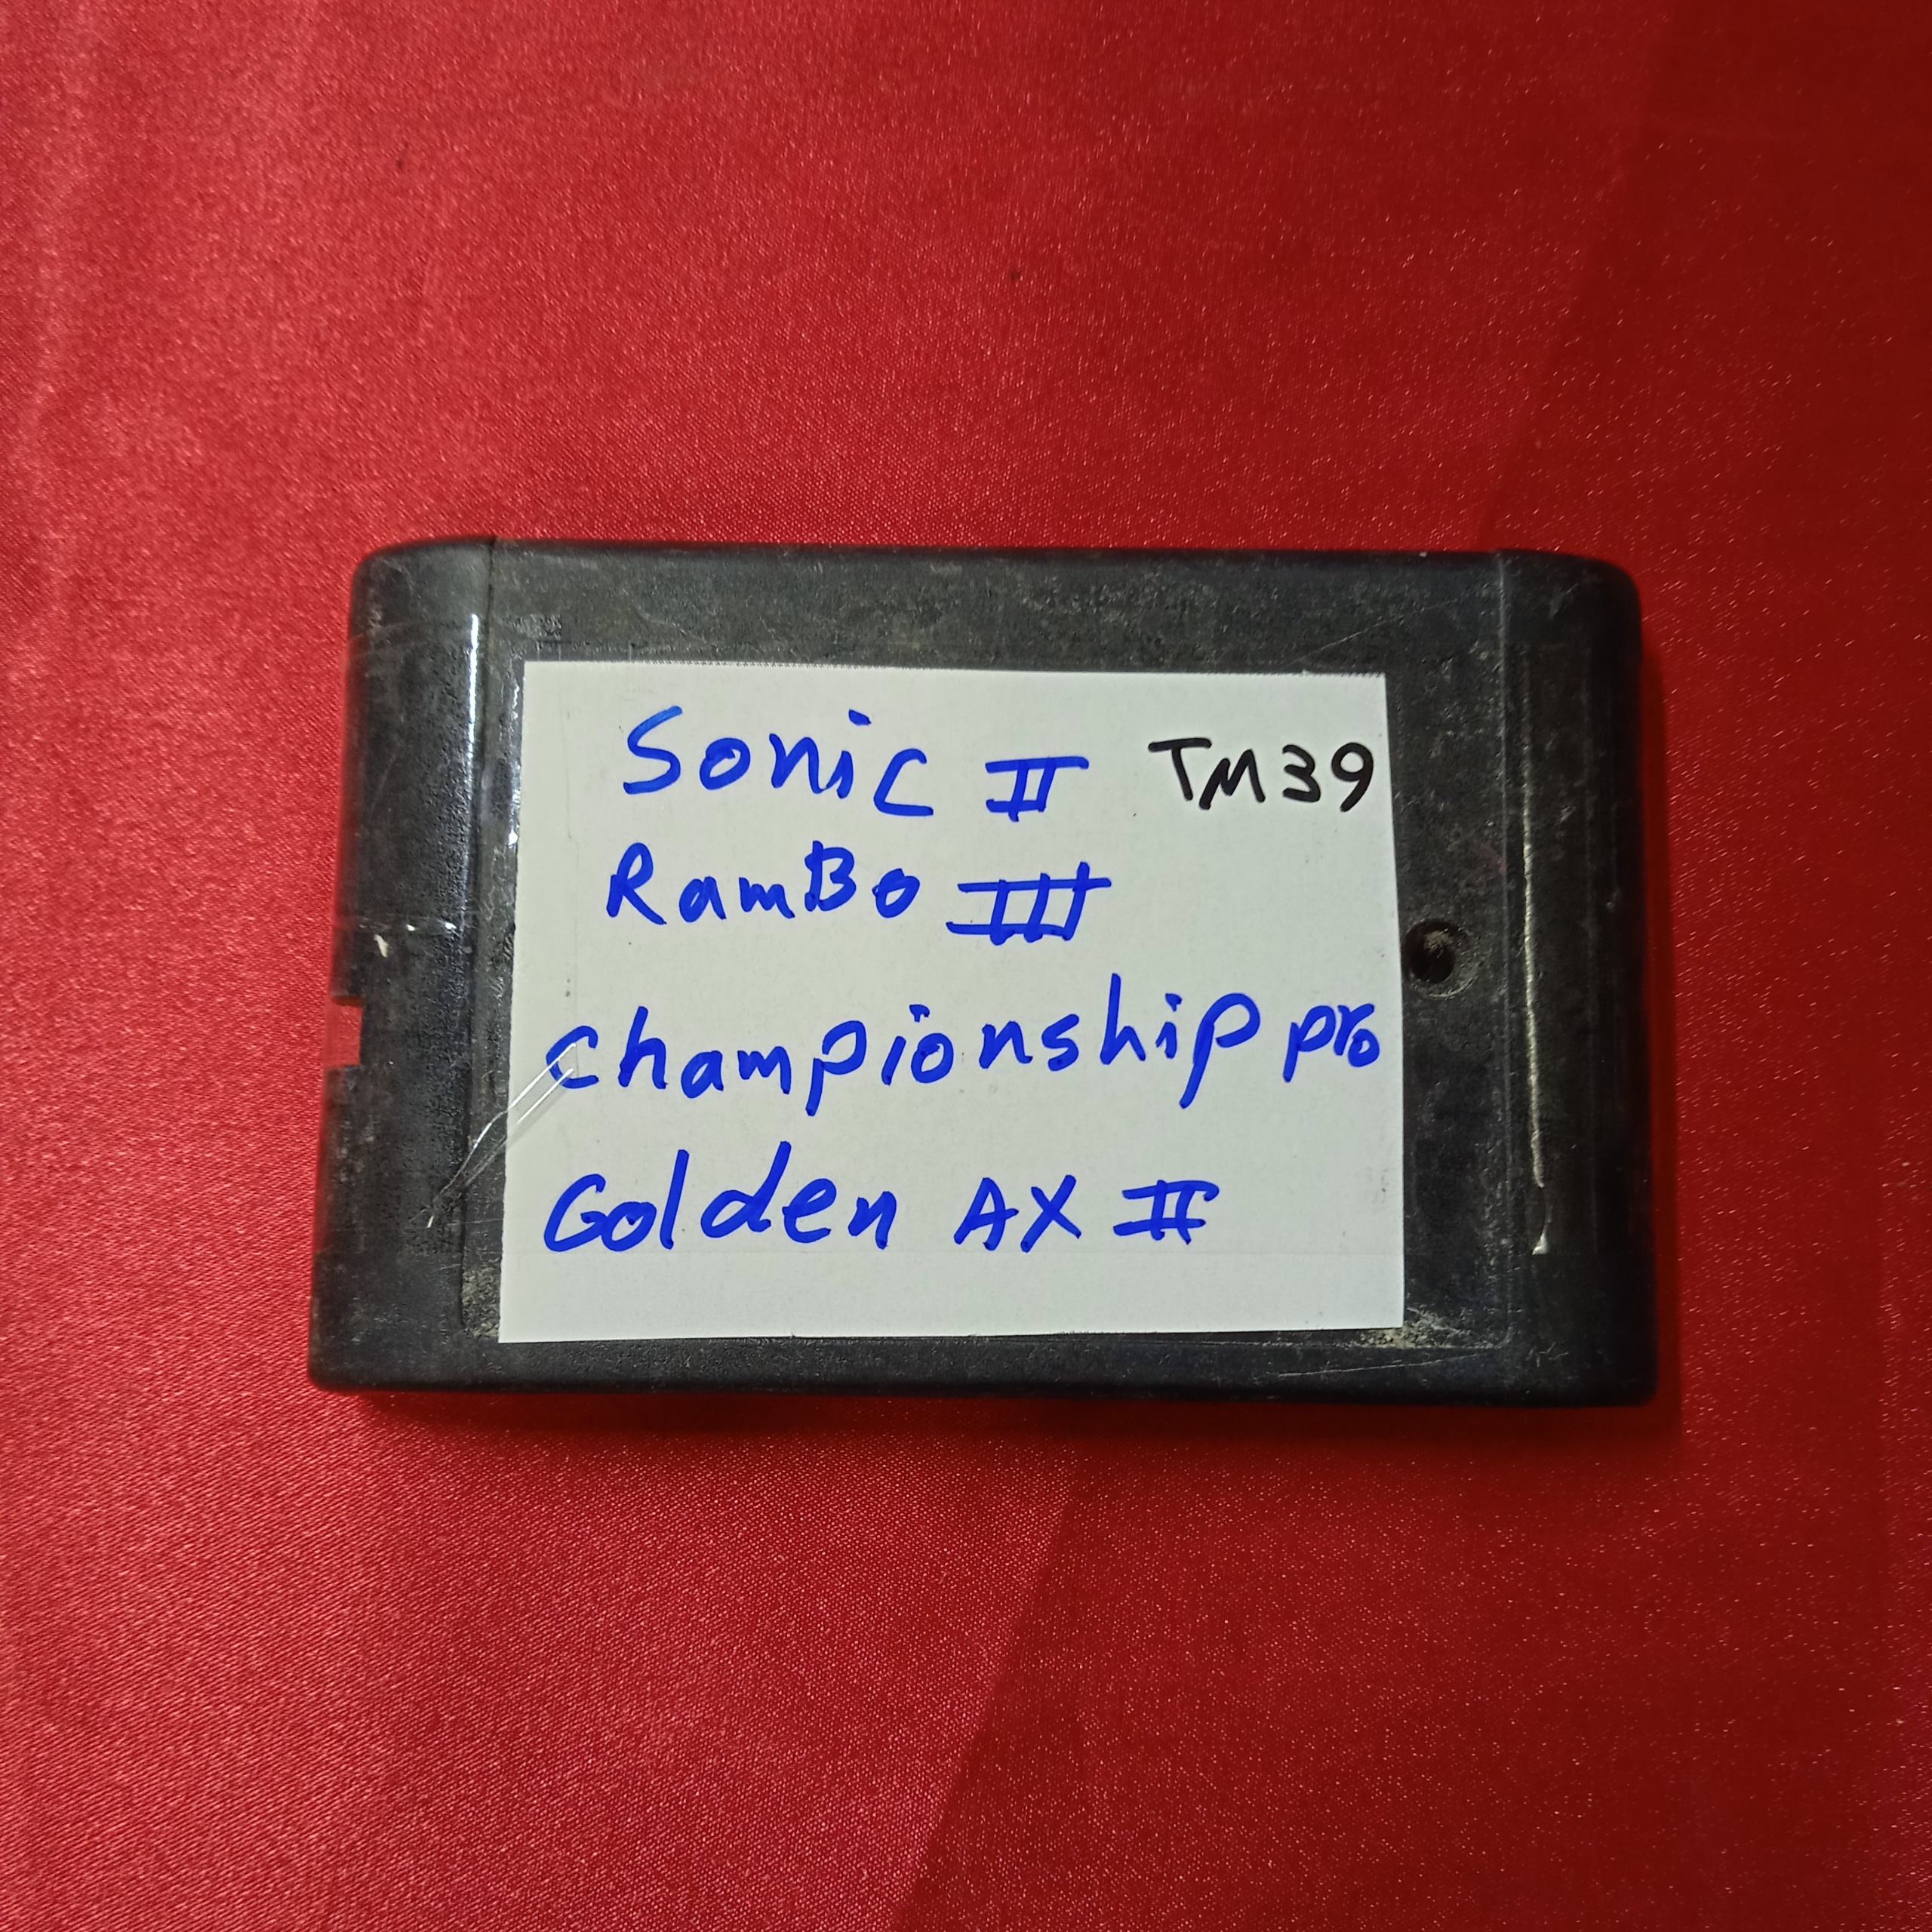 Sonic II TM39
RamBo III
championship pro
Golden AX II